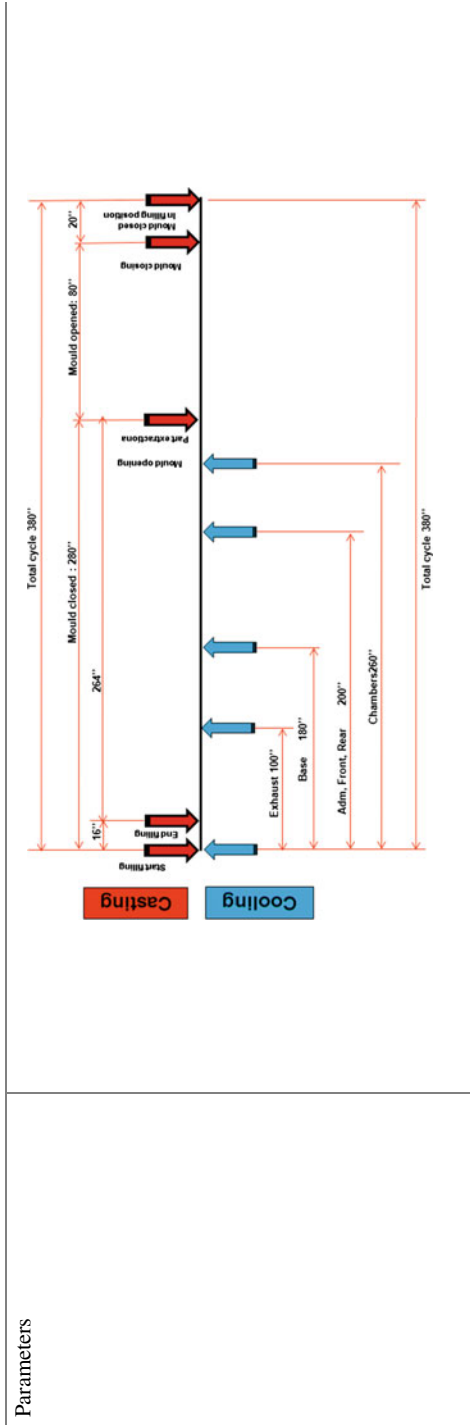 Parameters
Total cycle 380''
Mould closed : 280''
Mould opened: 80''
20''
264''
16''
Start filling
End filling
Part extractions
Mould opening
Mould closing
Mould closed
In filling position
Casting
Cooling
Exhaust 100''
Base 180''
Adm, Front, Rear 200''
Chambers260''
Total cycle 380''